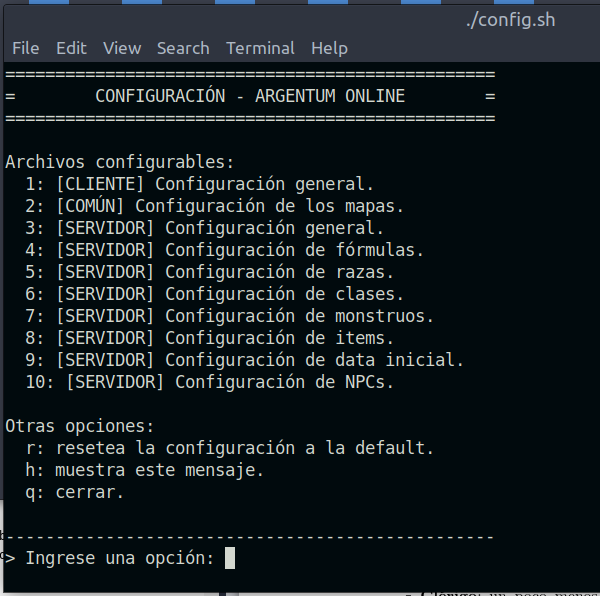 ./config.sh
File Edit View Search Terminal Help
=================================================
= CONFIGURACIÓN - ARGENTUM ONLINE =
=================================================
Archivos configurables:
1: [CLIENTE] Configuración general.
2: [COMÚN] Configuración de los mapas.
3: [SERVIDOR] Configuración general.
4: [SERVIDOR] Configuración de fórmulas.
5: [SERVIDOR] Configuración de razas.
6: [SERVIDOR] Configuración de clases.
7: [SERVIDOR] Configuración de monstruos.
8: [SERVIDOR] Configuración de items.
9: [SERVIDOR] Configuración de data inicial.
10: [SERVIDOR] Configuración de NPCs.
Otras opciones:
r: resetea la configuración a la default.
h: muestra este mensaje.
q: cerrar.
-------------------------------------------------
> Ingrese una opción: